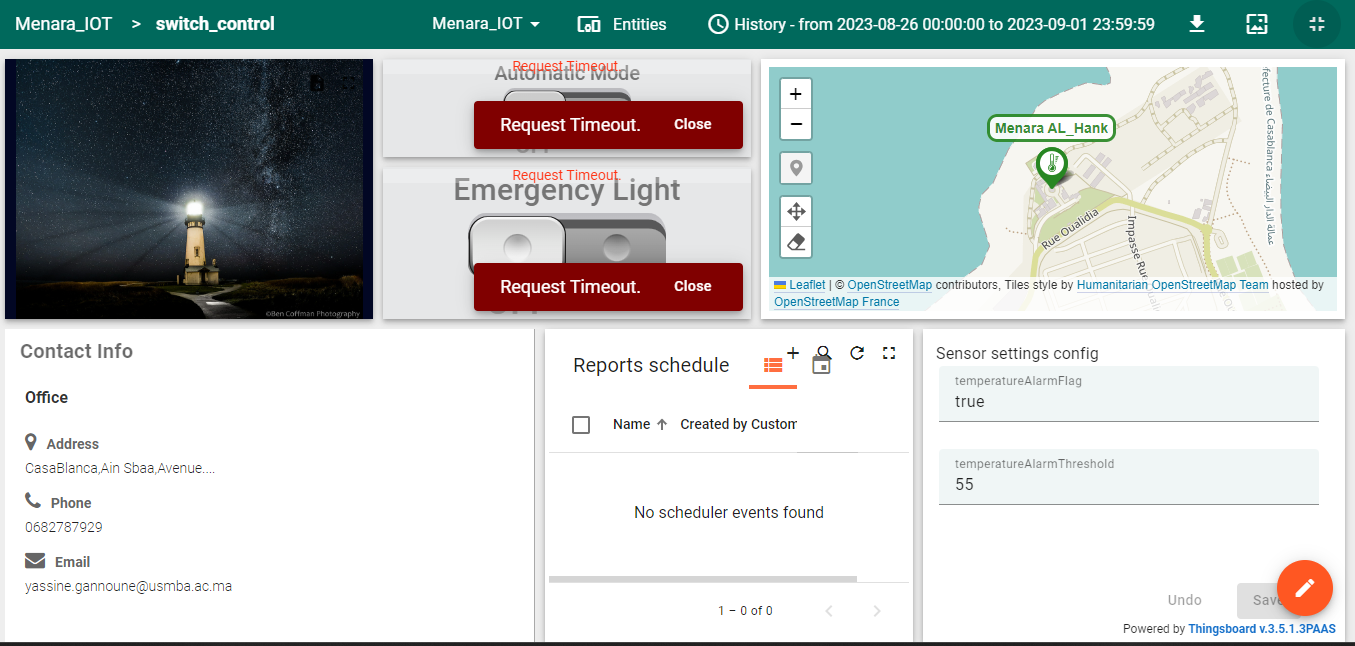 Menara_IOT > switch_control
Menara_IOT
Entities
History - from 2023-08-26 00:00:00 to 2023-09-01 23:59:59
©Ben Coffman Photography
Request Timeout
Automatic Mode
Request Timeout. Close
Request Timeout
Emergency Light
Request Timeout. Close
+
−
Menara AL_Hank
Rue Oualidia
Impasse Rue
fecture de Casablanca عمالة الدار البيضاء
Leaflet | © OpenStreetMap contributors, Tiles style by Humanitarian OpenStreetMap Team hosted by
OpenStreetMap France
Contact Info
Office
Address
CasaBlanca,Ain Sbaa,Avenue....
Phone
0682787929
Email
yassine.gannoune@usmba.ac.ma
Reports schedule
Name Created by Custom
No scheduler events found
1 – 0 of 0
Sensor settings config
temperatureAlarmFlag
true
temperatureAlarmThreshold
55
Undo Save
Powered by Thingsboard v.3.5.1.3PAAS